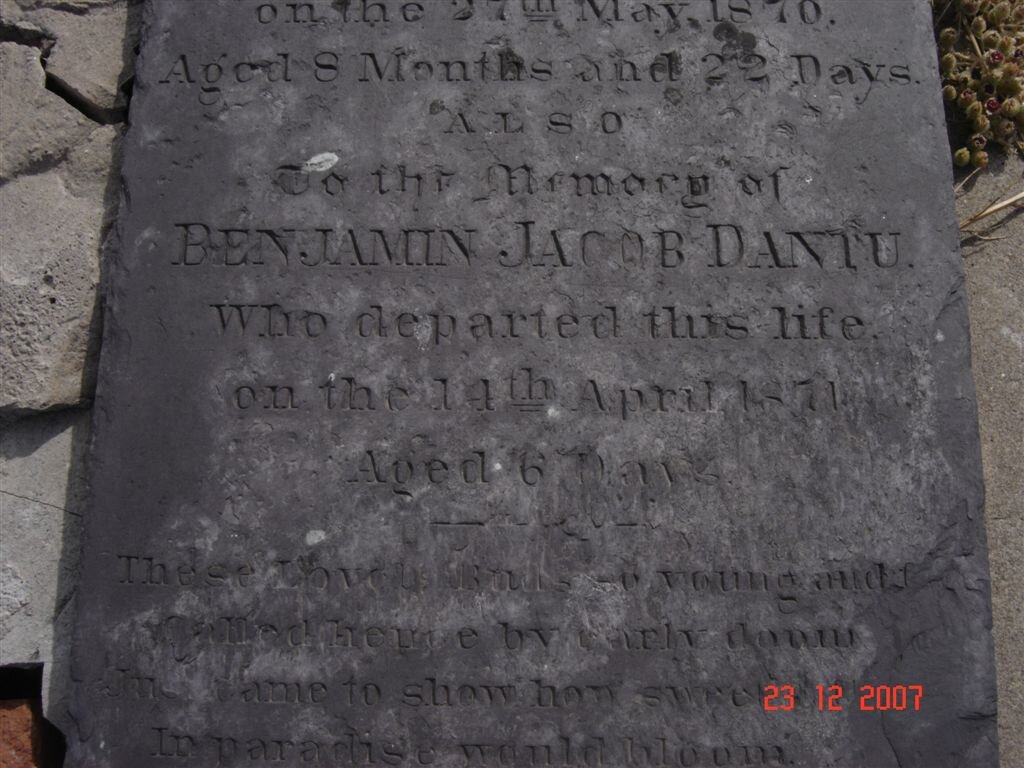 on the 27th May, 1870.
Aged 8 Months and 22 Days.
ALSO
To the Memory of
BENJAMIN JACOB DANTU.
Who departed this life.
on the 14th April 1871
Aged 6 Days.
These Lovely Buds so young and f
Called hence by early doom
Just came to show how sweet
In paradise would bloom.
23 12 2007